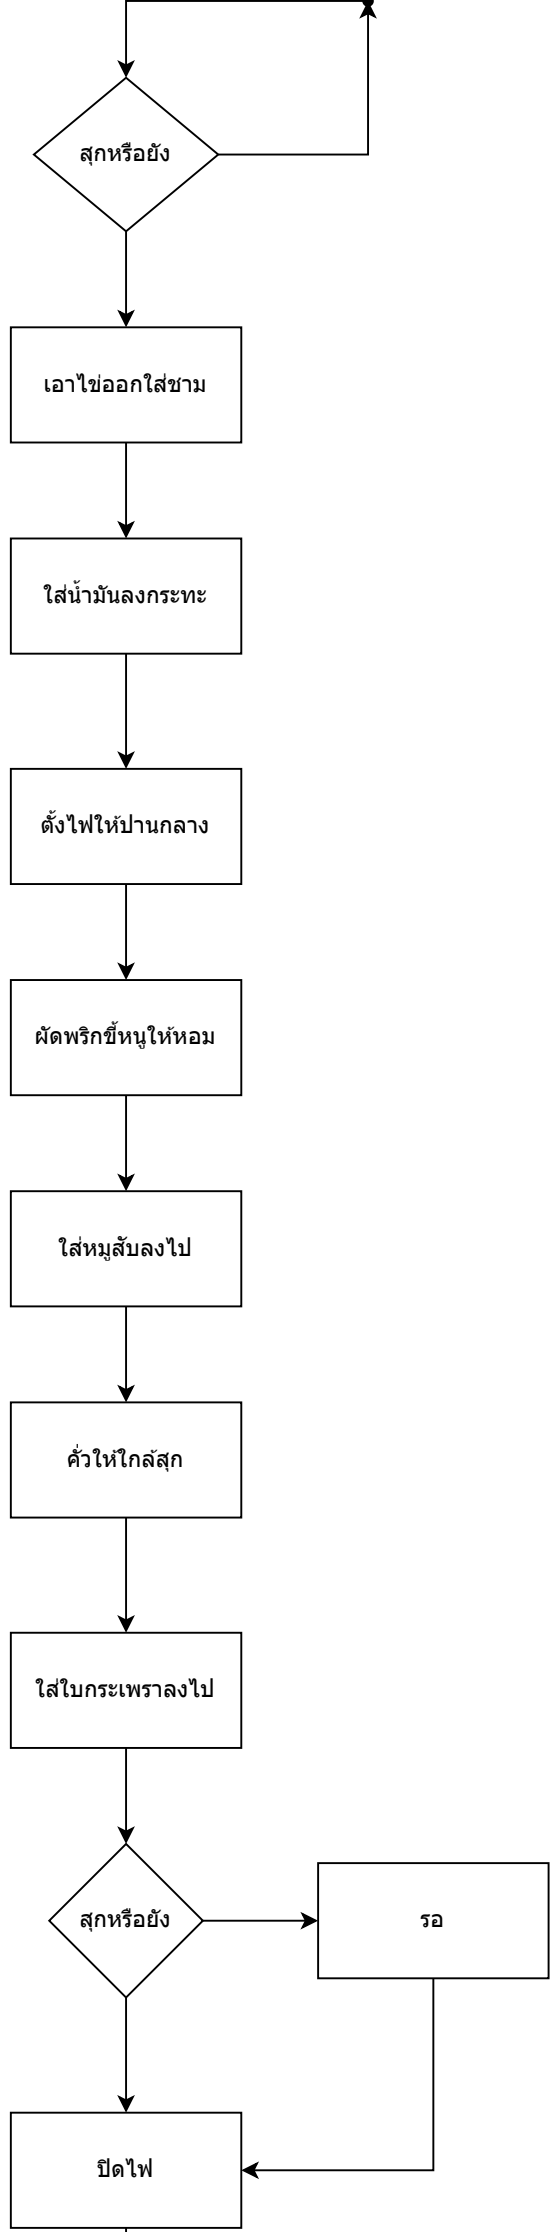 สุกหรือยัง
เอาไข่ออกใส่ชาม
ใส่น้ำมันลงกระทะ
ตั้งไฟให้ปานกลาง
ผัดพริกขี้หนูให้หอม
ใส่หมูสับลงไป
คั่วให้ใกล้สุก
ใส่ใบกระเพราลงไป
สุกหรือยัง
รอ
ปิดไฟ